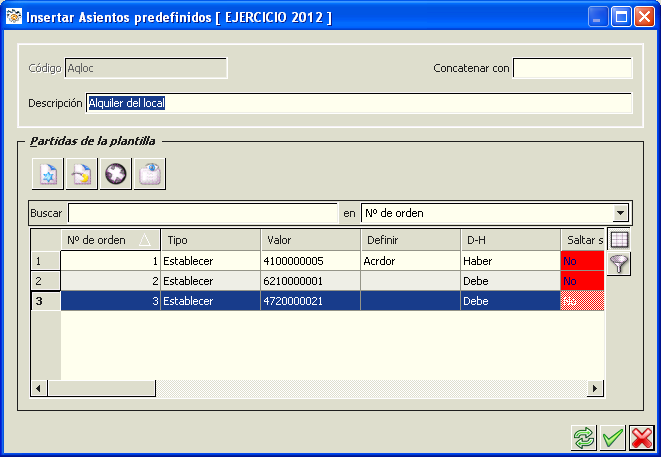 Insertar Asientos predefinidos [ EJERCICIO 2012 ]
Código Aqloc Concatenar con
Descripción Alquiler del local
Partidas de la plantilla
Buscar en Nº de orden
Nº de orden Tipo Valor Definir D-H Saltar s
1 1 Establecer 4100000005 Acrdor Haber No
2 2 Establecer 6210000001 Debe No
3 3 Establecer 4720000021 Debe No